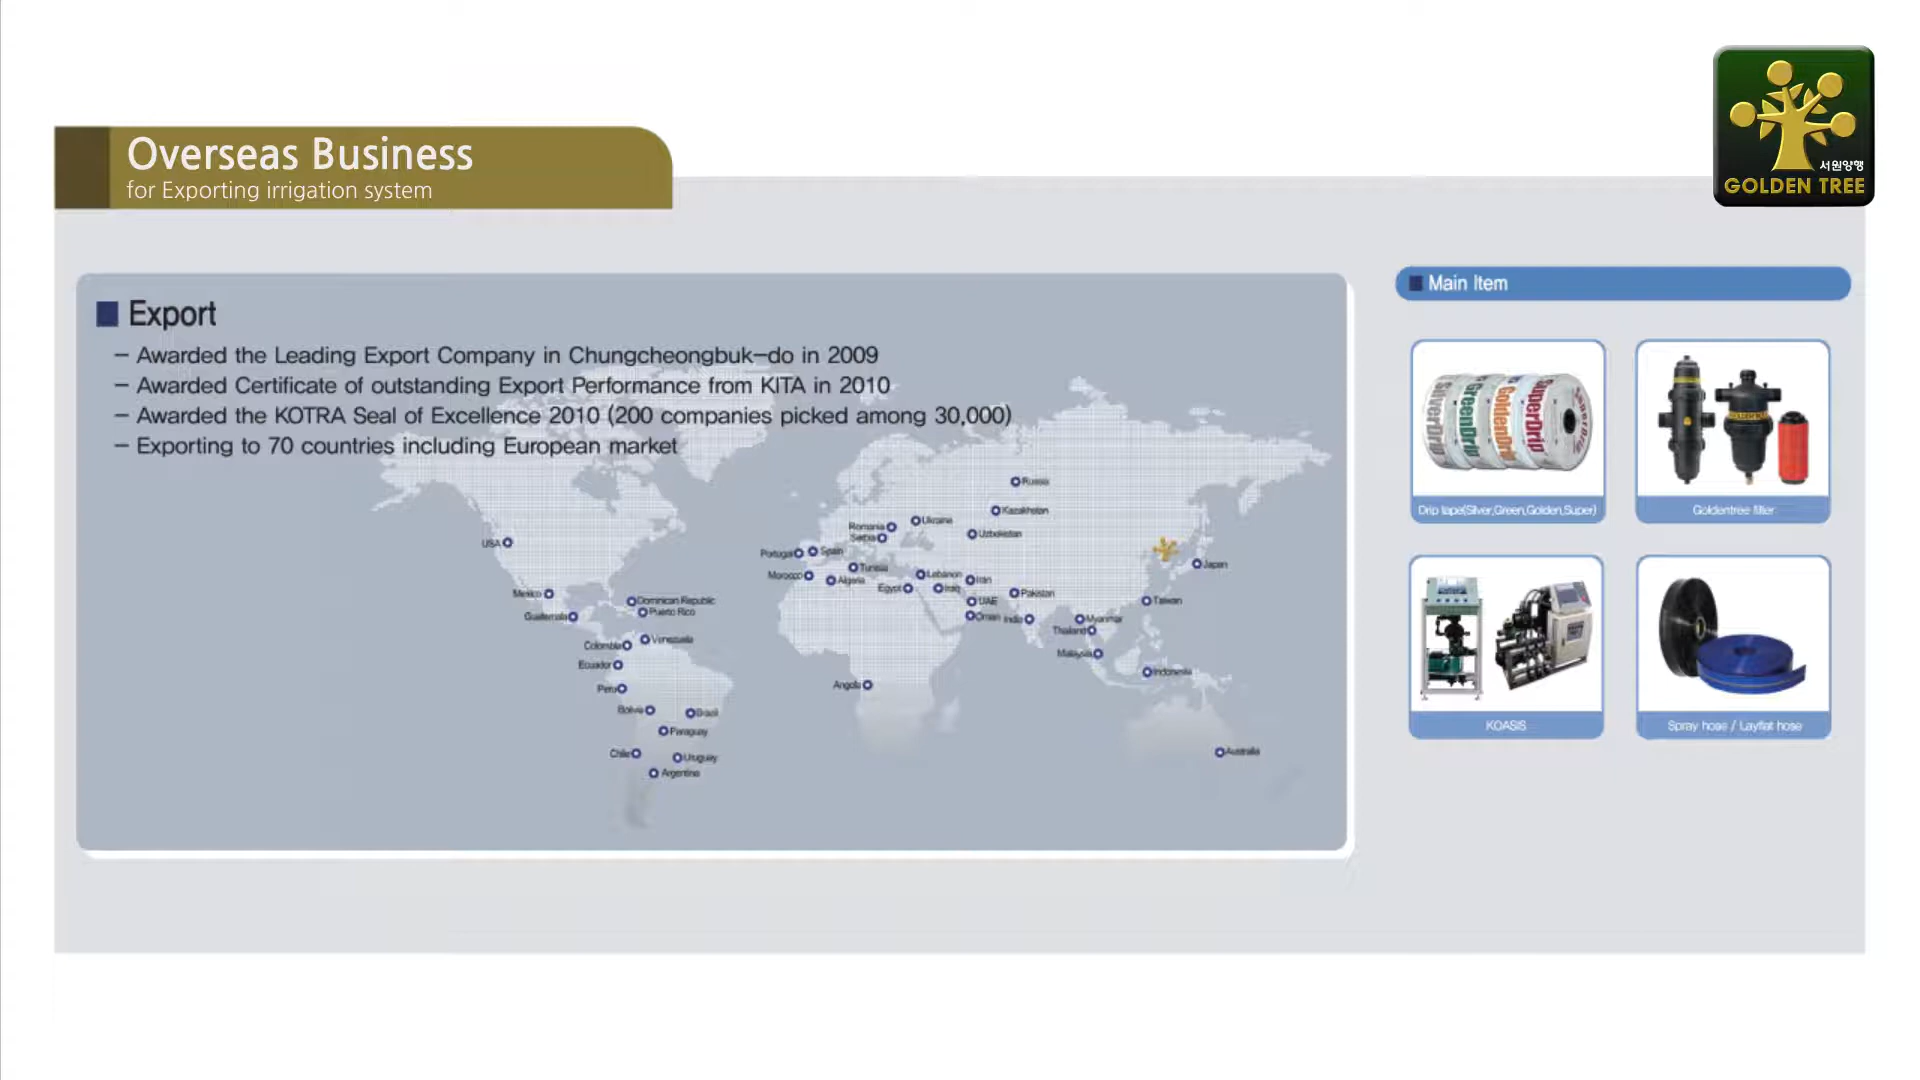 서원양행
GOLDEN TREE
Overseas Business
for Exporting irrigation system
Export
- Awarded the Leading Export Company in Chungcheongbuk-do in 2009
- Awarded Certificate of outstanding Export Performance from KITA in 2010
- Awarded the KOTRA Seal of Excellence 2010 (200 companies picked among 30,000)
- Exporting to 70 countries including European market
Russia
Kazakhstan
Romania
Ukraine
Serbia
Uzbekistan
USA
Portugal
Spain
Japan
Tunisia
Morocco
Algeria
Lebanon
Iran
Egypt
Iraq
Pakistan
Mexico
Dominican Republic
UAE
Taiwan
Puerto Rico
Guatemala
Oman
India
Myanmar
Thailand
Colombia
Venezuela
Malaysia
Ecuador
Indonesia
Peru
Angola
Bolivia
Brazil
Paraguay
Chile
Uruguay
Australia
Argentina
Main Item
SilverDrip
GreenDrip
GoldenDrip
SuperDrip
Drip tape(Silver,Green,Golden,Super)
Goldentree filter
KOASIS
Spray hose / Layflat hose